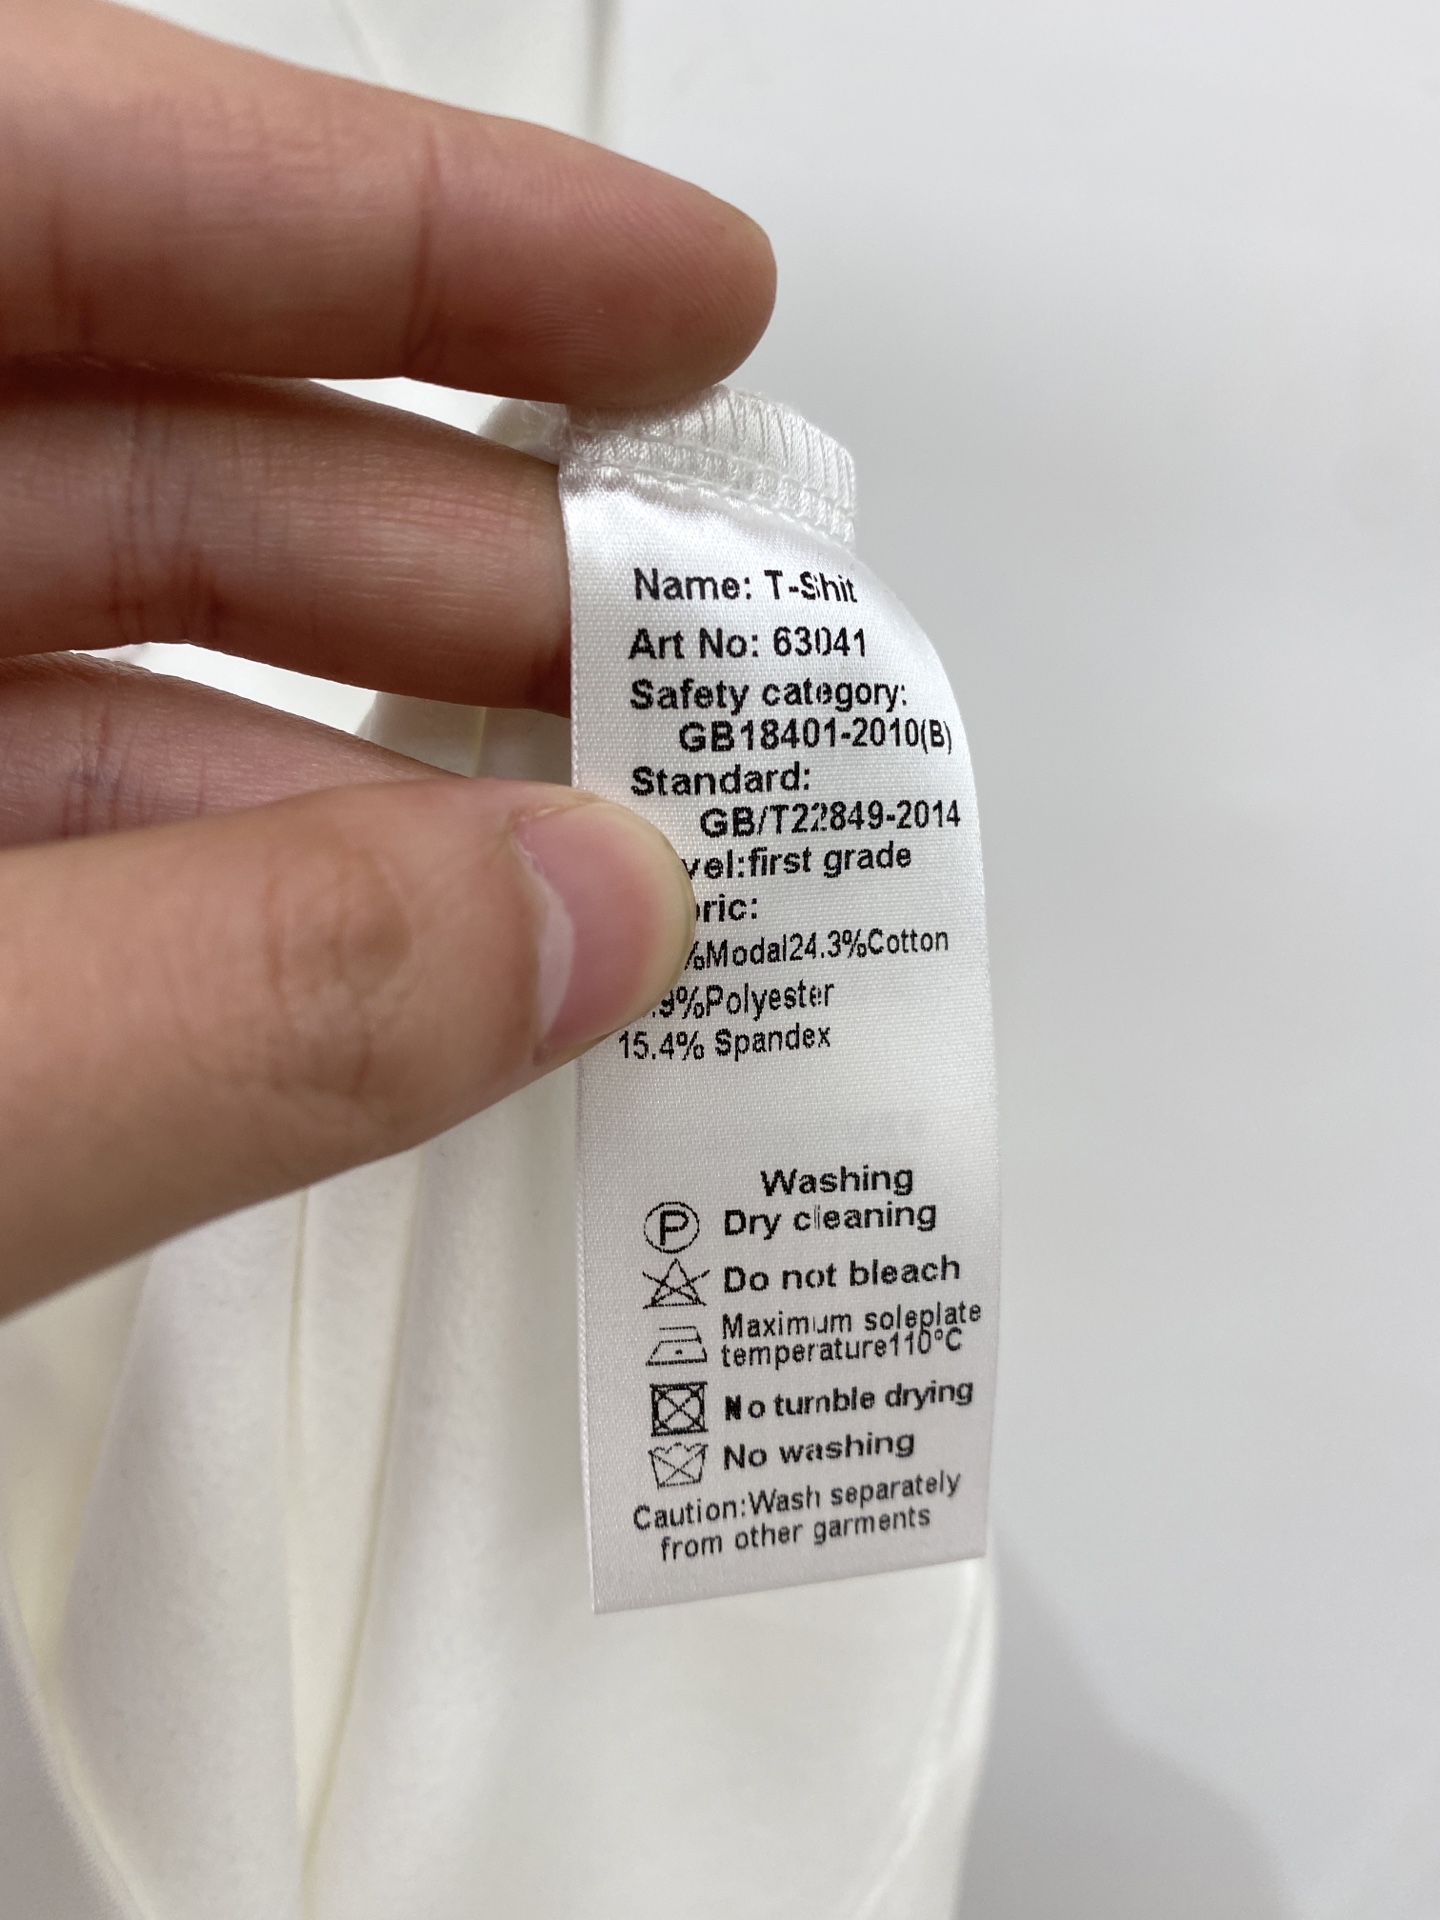 Name: T-Shit
Art No: 63041
Safety category:
GB18401-2010(B)
Standard:
GB/T22849-2014
vel:first grade
ric:
%Modal24.3%Cotton
.9%Polyester
15.4% Spandex
Washing
P Dry cleaning
Do not bleach
Maximum soleplate
temperature110°C
No turnble drying
No washing
Caution:Wash separately
from other garments